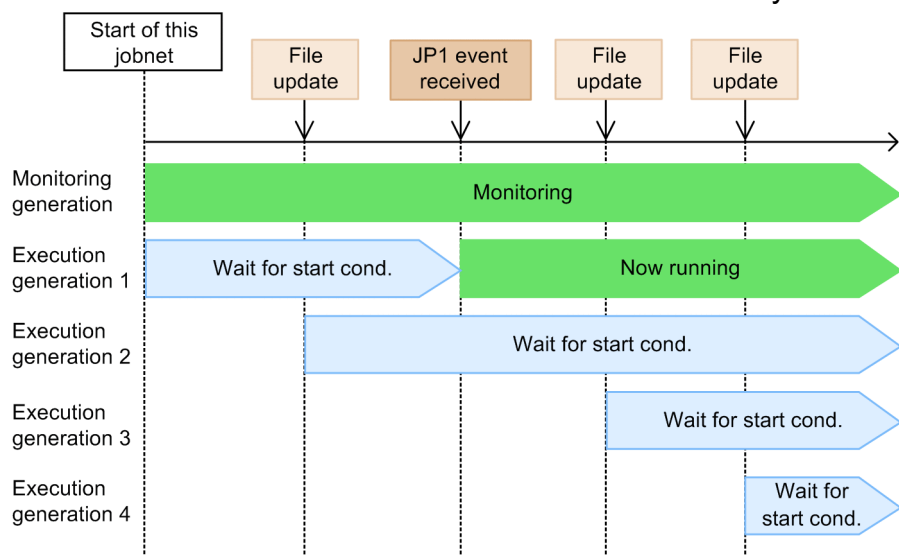 Start of this
jobnet
File
update
JP1 event
received
File
update
File
update
Monitoring
generation
Monitoring
Execution
generation 1
Wait for start cond.
Now running
Execution
generation 2
Wait for start cond.
Execution
generation 3
Wait for start cond.
Execution
generation 4
Wait for
start cond.